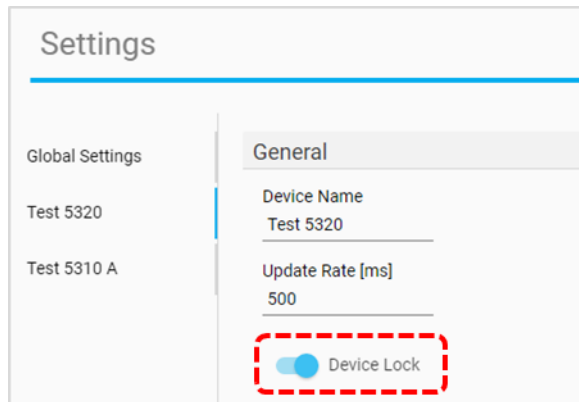 Settings
Global Settings
Test 5320
Test 5310 A
General
Device Name
Test 5320
Update Rate [ms]
500
Device Lock